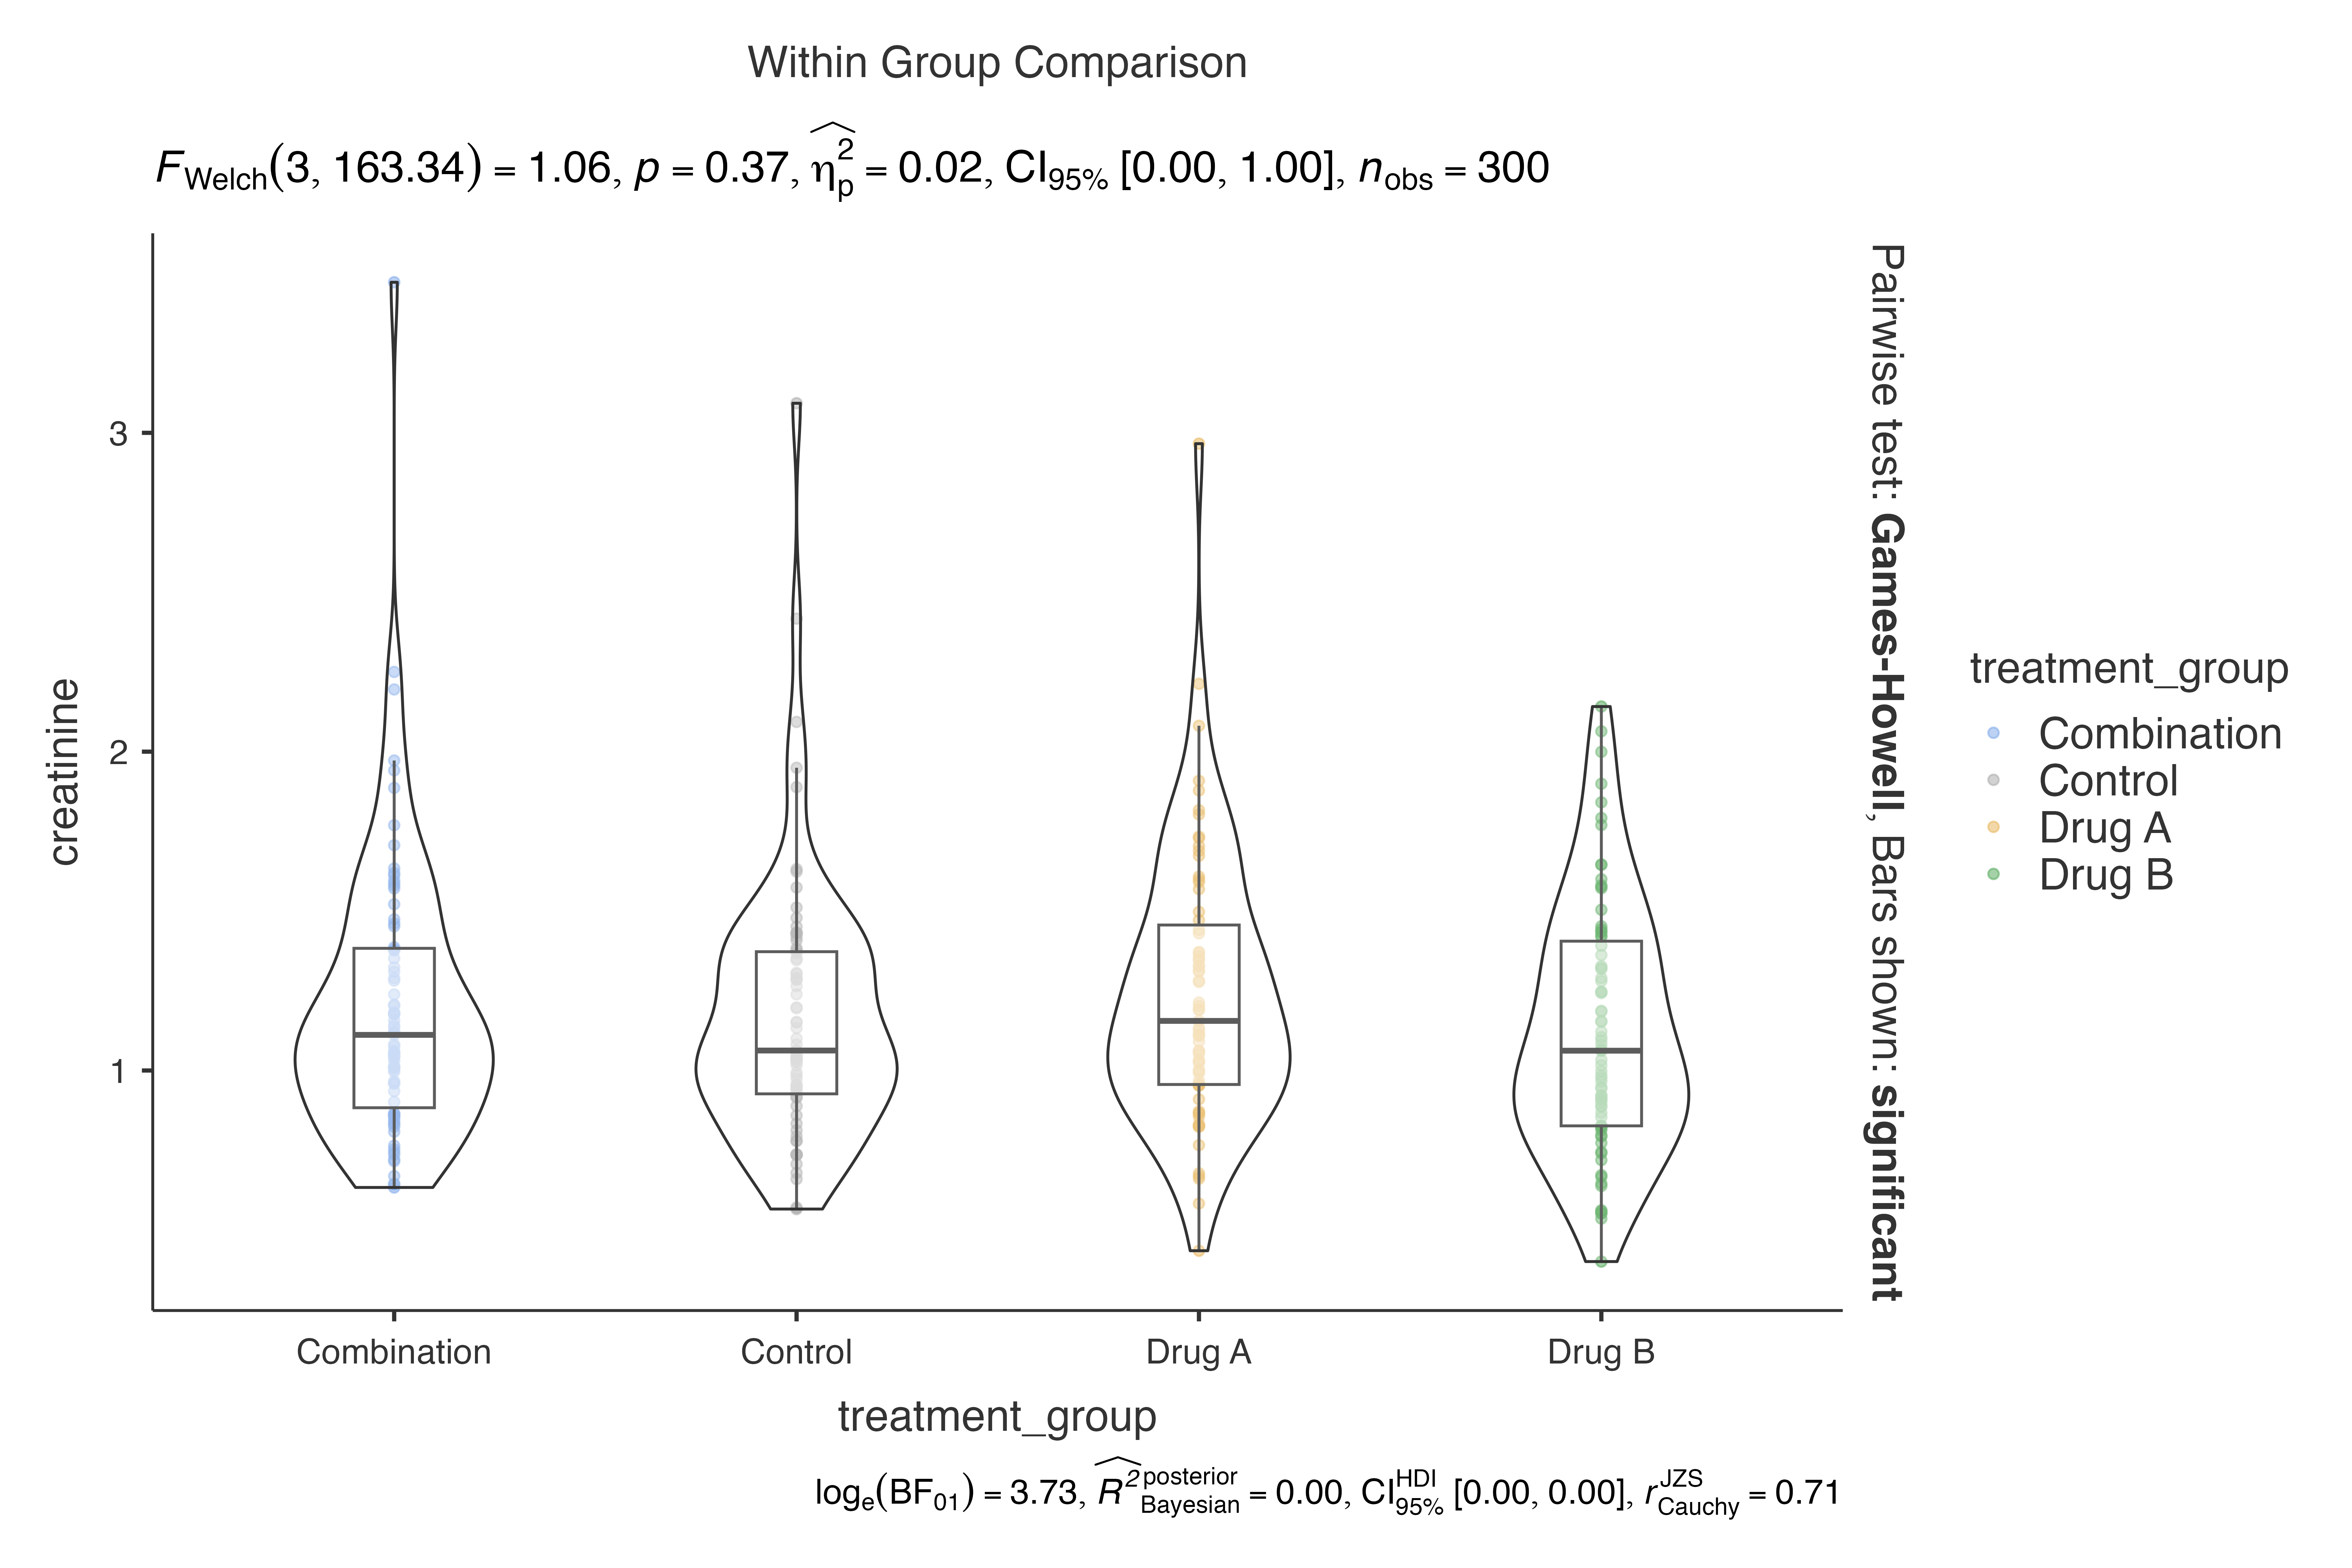 Within Group Comparison
F_Welch(3, 163.34) = 1.06, p = 0.37, η̂²_p = 0.02, CI_95% [0.00, 1.00], n_obs = 300
creatinine
3
2
1
Combination Control Drug A Drug B
treatment_group
Pairwise test: Games-Howell, Bars shown: significant
treatment_group
Combination
Control
Drug A
Drug B
log_e(BF_01) = 3.73, R̂²^posterior_Bayesian = 0.00, CI^HDI_95% [0.00, 0.00], r^JZS_Cauchy = 0.71